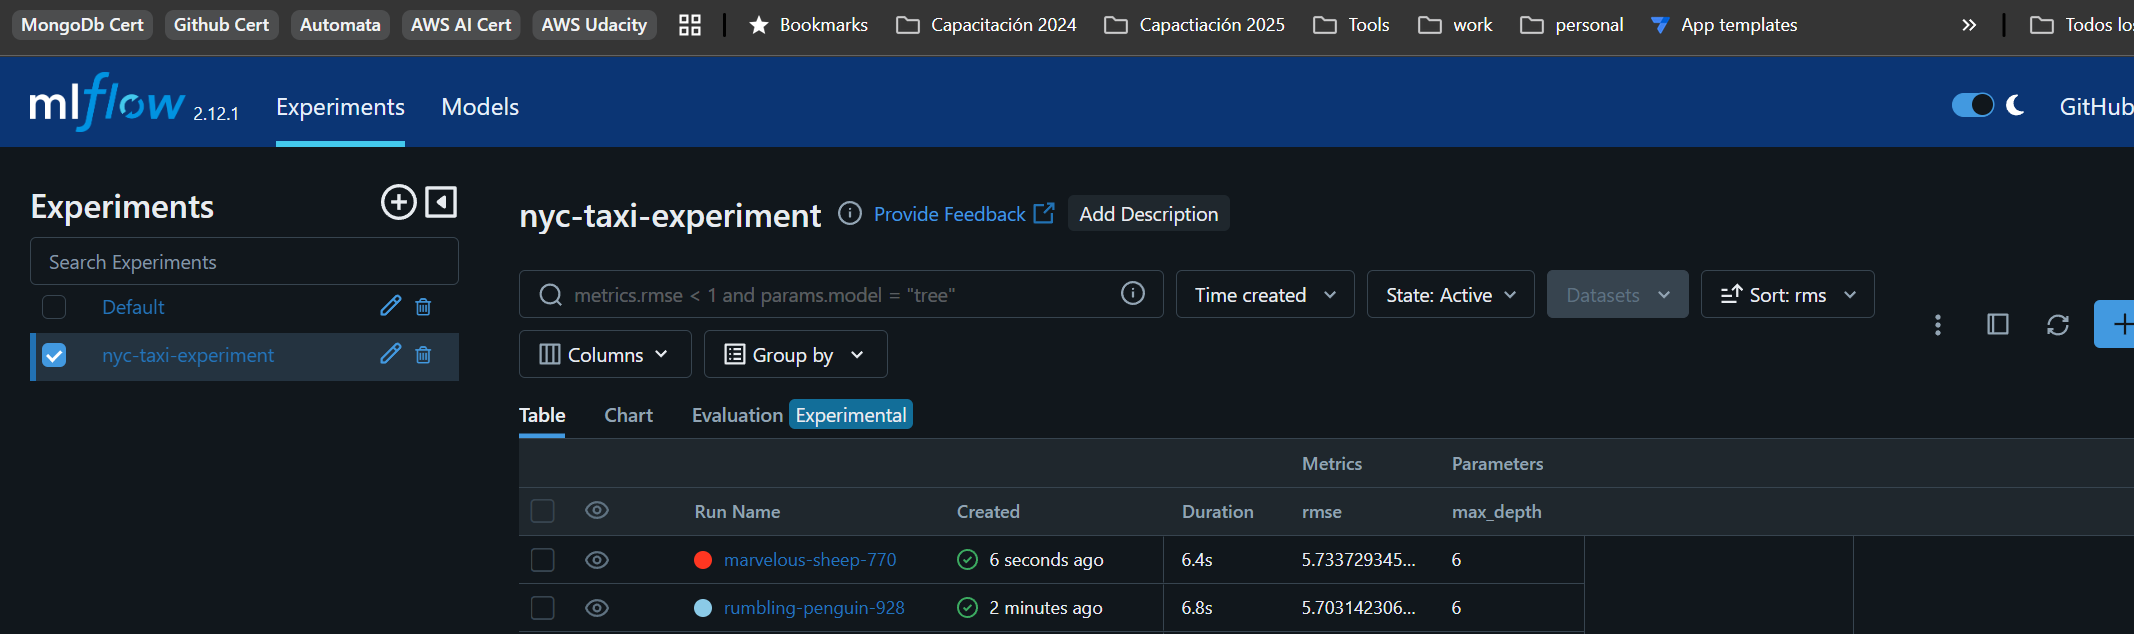 MongoDb Cert Github Cert Automata AWS AI Cert AWS Udacity Bookmarks Capacitación 2024 Capactiación 2025 Tools work personal App templates » Todos los
mlflow 2.12.1 Experiments Models GitHub
Experiments
Search Experiments
Default
nyc-taxi-experiment
nyc-taxi-experiment Provide Feedback Add Description
metrics.rmse < 1 and params.model = "tree" Time created State: Active Datasets Sort: rms
Columns Group by
Table Chart Evaluation Experimental
Metrics Parameters
Run Name Created Duration rmse max_depth
marvelous-sheep-770 6 seconds ago 6.4s 5.733729345... 6
rumbling-penguin-928 2 minutes ago 6.8s 5.703142306... 6